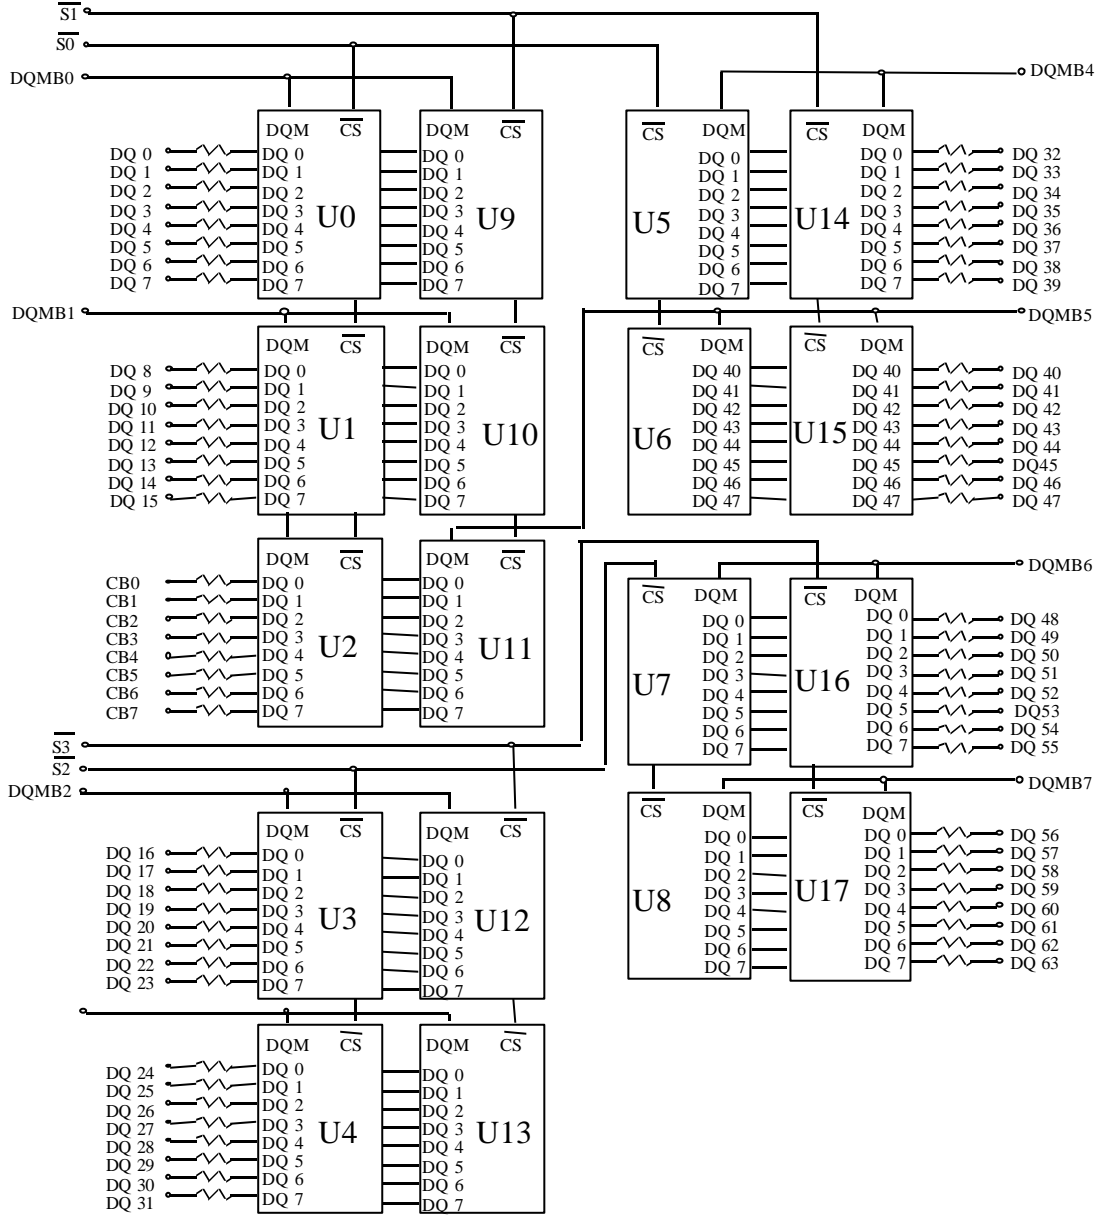 S1
S0
DQMB0
DQMB4
DQM CS
DQ 0
DQ 1
DQ 2
DQ 3
DQ 4
DQ 5
DQ 6
DQ 7
DQ 0
DQ 1
DQ 2
DQ 3
DQ 4
DQ 5
DQ 6
DQ 7
U0
DQM CS
DQ 0
DQ 1
DQ 2
DQ 3
DQ 4
DQ 5
DQ 6
DQ 7
U9
CS DQM
U5
DQ 0
DQ 1
DQ 2
DQ 3
DQ 4
DQ 5
DQ 6
DQ 7
CS DQM
U14
DQ 0
DQ 1
DQ 2
DQ 3
DQ 4
DQ 5
DQ 6
DQ 7
DQ 32
DQ 33
DQ 34
DQ 35
DQ 36
DQ 37
DQ 38
DQ 39
DQMB1
DQMB5
DQM CS
DQ 8
DQ 9
DQ 10
DQ 11
DQ 12
DQ 13
DQ 14
DQ 15
DQ 0
DQ 1
DQ 2
DQ 3
DQ 4
DQ 5
DQ 6
DQ 7
U1
DQM CS
DQ 0
DQ 1
DQ 2
DQ 3
DQ 4
DQ 5
DQ 6
DQ 7
U10
CS DQM
U6
DQ 40
DQ 41
DQ 42
DQ 43
DQ 44
DQ 45
DQ 46
DQ 47
CS DQM
U15
DQ 40
DQ 41
DQ 42
DQ 43
DQ 44
DQ 45
DQ 46
DQ 47
DQ 40
DQ 41
DQ 42
DQ 43
DQ 44
DQ45
DQ 46
DQ 47
DQM CS
CB0
CB1
CB2
CB3
CB4
CB5
CB6
CB7
DQ 0
DQ 1
DQ 2
DQ 3
DQ 4
DQ 5
DQ 6
DQ 7
U2
DQM CS
DQ 0
DQ 1
DQ 2
DQ 3
DQ 4
DQ 5
DQ 6
DQ 7
U11
DQMB6
CS DQM
U7
DQ 0
DQ 1
DQ 2
DQ 3
DQ 4
DQ 5
DQ 6
DQ 7
CS DQM
U16
DQ 0
DQ 1
DQ 2
DQ 3
DQ 4
DQ 5
DQ 6
DQ 7
DQ 48
DQ 49
DQ 50
DQ 51
DQ 52
DQ53
DQ 54
DQ 55
S3
S2
DQMB2
DQMB7
DQM CS
DQ 16
DQ 17
DQ 18
DQ 19
DQ 20
DQ 21
DQ 22
DQ 23
DQ 0
DQ 1
DQ 2
DQ 3
DQ 4
DQ 5
DQ 6
DQ 7
U3
DQM CS
DQ 0
DQ 1
DQ 2
DQ 3
DQ 4
DQ 5
DQ 6
DQ 7
U12
CS DQM
U8
DQ 0
DQ 1
DQ 2
DQ 3
DQ 4
DQ 5
DQ 6
DQ 7
CS DQM
U17
DQ 0
DQ 1
DQ 2
DQ 3
DQ 4
DQ 5
DQ 6
DQ 7
DQ 56
DQ 57
DQ 58
DQ 59
DQ 60
DQ 61
DQ 62
DQ 63
DQM CS
DQ 24
DQ 25
DQ 26
DQ 27
DQ 28
DQ 29
DQ 30
DQ 31
DQ 0
DQ 1
DQ 2
DQ 3
DQ 4
DQ 5
DQ 6
DQ 7
U4
DQM CS
DQ 0
DQ 1
DQ 2
DQ 3
DQ 4
DQ 5
DQ 6
DQ 7
U13